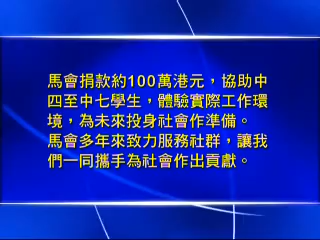 馬會捐款約100萬港元，協助中
四至中七學生，體驗實際工作環
境，為未來投身社會作準備。
馬會多年來致力服務社群，讓我
們一同攜手為社會作出貢獻。